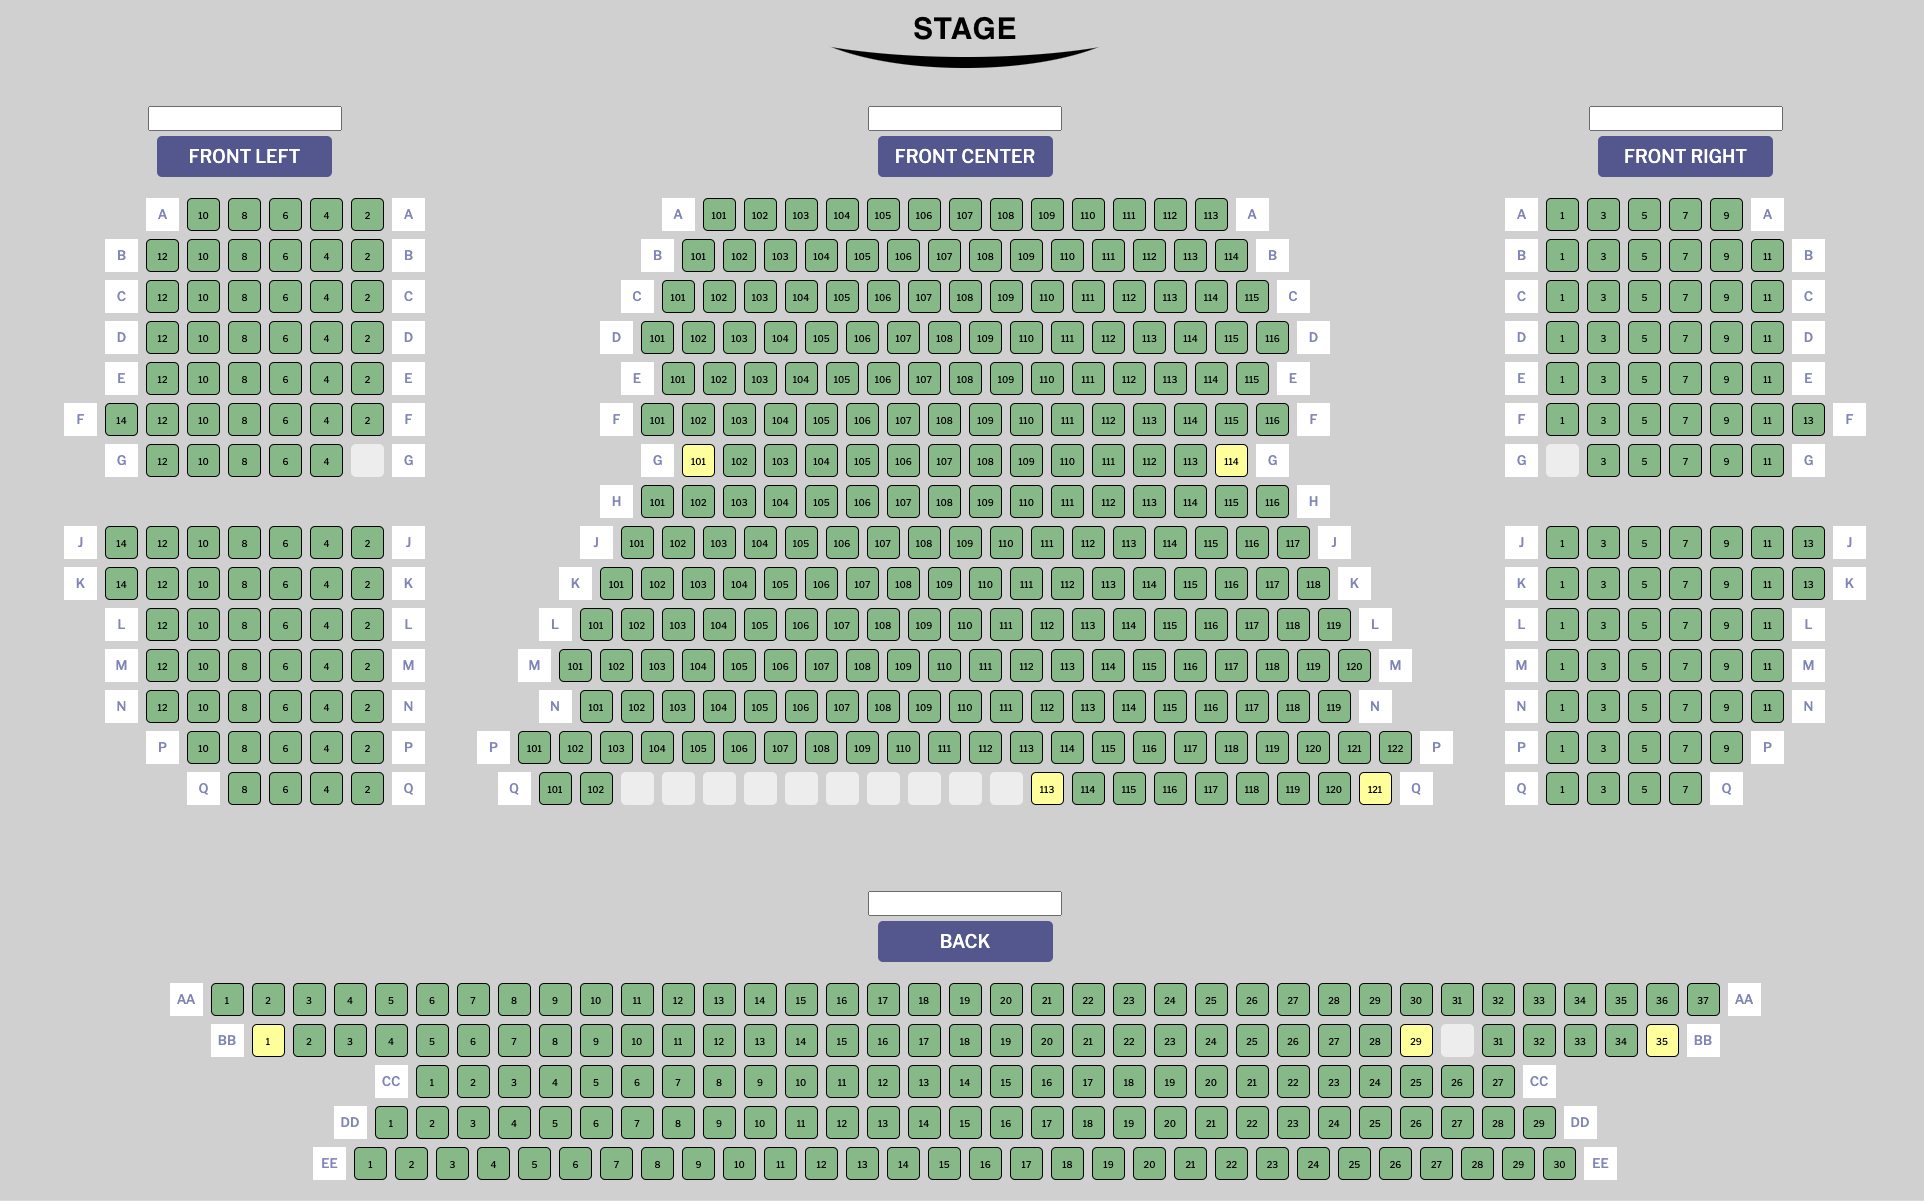 STAGE
FRONT LEFT FRONT CENTER FRONT RIGHT
A 10 8 6 4 2 A A 101 102 103 104 105 106 107 108 109 110 111 112 113 A A 1 3 5 7 9 A
B 12 10 8 6 4 2 B B 101 102 103 104 105 106 107 108 109 110 111 112 113 114 B B 1 3 5 7 9 11 B
C 12 10 8 6 4 2 C C 101 102 103 104 105 106 107 108 109 110 111 112 113 114 115 C C 1 3 5 7 9 11 C
D 12 10 8 6 4 2 D D 101 102 103 104 105 106 107 108 109 110 111 112 113 114 115 116 D D 1 3 5 7 9 11 D
E 12 10 8 6 4 2 E E 101 102 103 104 105 106 107 108 109 110 111 112 113 114 115 E E 1 3 5 7 9 11 E
F 14 12 10 8 6 4 2 F F 101 102 103 104 105 106 107 108 109 110 111 112 113 114 115 116 F F 1 3 5 7 9 11 13 F
G 12 10 8 6 4 G G 101 102 103 104 105 106 107 108 109 110 111 112 113 114 G G 3 5 7 9 11 G
H 101 102 103 104 105 106 107 108 109 110 111 112 113 114 115 116 H
J 14 12 10 8 6 4 2 J J 101 102 103 104 105 106 107 108 109 110 111 112 113 114 115 116 117 J J 1 3 5 7 9 11 13 J
K 14 12 10 8 6 4 2 K K 101 102 103 104 105 106 107 108 109 110 111 112 113 114 115 116 117 118 K K 1 3 5 7 9 11 13 K
L 12 10 8 6 4 2 L L 101 102 103 104 105 106 107 108 109 110 111 112 113 114 115 116 117 118 119 L L 1 3 5 7 9 11 L
M 12 10 8 6 4 2 M M 101 102 103 104 105 106 107 108 109 110 111 112 113 114 115 116 117 118 119 120 M M 1 3 5 7 9 11 M
N 12 10 8 6 4 2 N N 101 102 103 104 105 106 107 108 109 110 111 112 113 114 115 116 117 118 119 N N 1 3 5 7 9 11 N
P 10 8 6 4 2 P P 101 102 103 104 105 106 107 108 109 110 111 112 113 114 115 116 117 118 119 120 121 122 P P 1 3 5 7 9 P
Q 8 6 4 2 Q Q 101 102 113 114 115 116 117 118 119 120 121 Q Q 1 3 5 7 Q
BACK
AA 1 2 3 4 5 6 7 8 9 10 11 12 13 14 15 16 17 18 19 20 21 22 23 24 25 26 27 28 29 30 31 32 33 34 35 36 37 AA
BB 1 2 3 4 5 6 7 8 9 10 11 12 13 14 15 16 17 18 19 20 21 22 23 24 25 26 27 28 29 31 32 33 34 35 BB
CC 1 2 3 4 5 6 7 8 9 10 11 12 13 14 15 16 17 18 19 20 21 22 23 24 25 26 27 CC
DD 1 2 3 4 5 6 7 8 9 10 11 12 13 14 15 16 17 18 19 20 21 22 23 24 25 26 27 28 29 DD
EE 1 2 3 4 5 6 7 8 9 10 11 12 13 14 15 16 17 18 19 20 21 22 23 24 25 26 27 28 29 30 EE